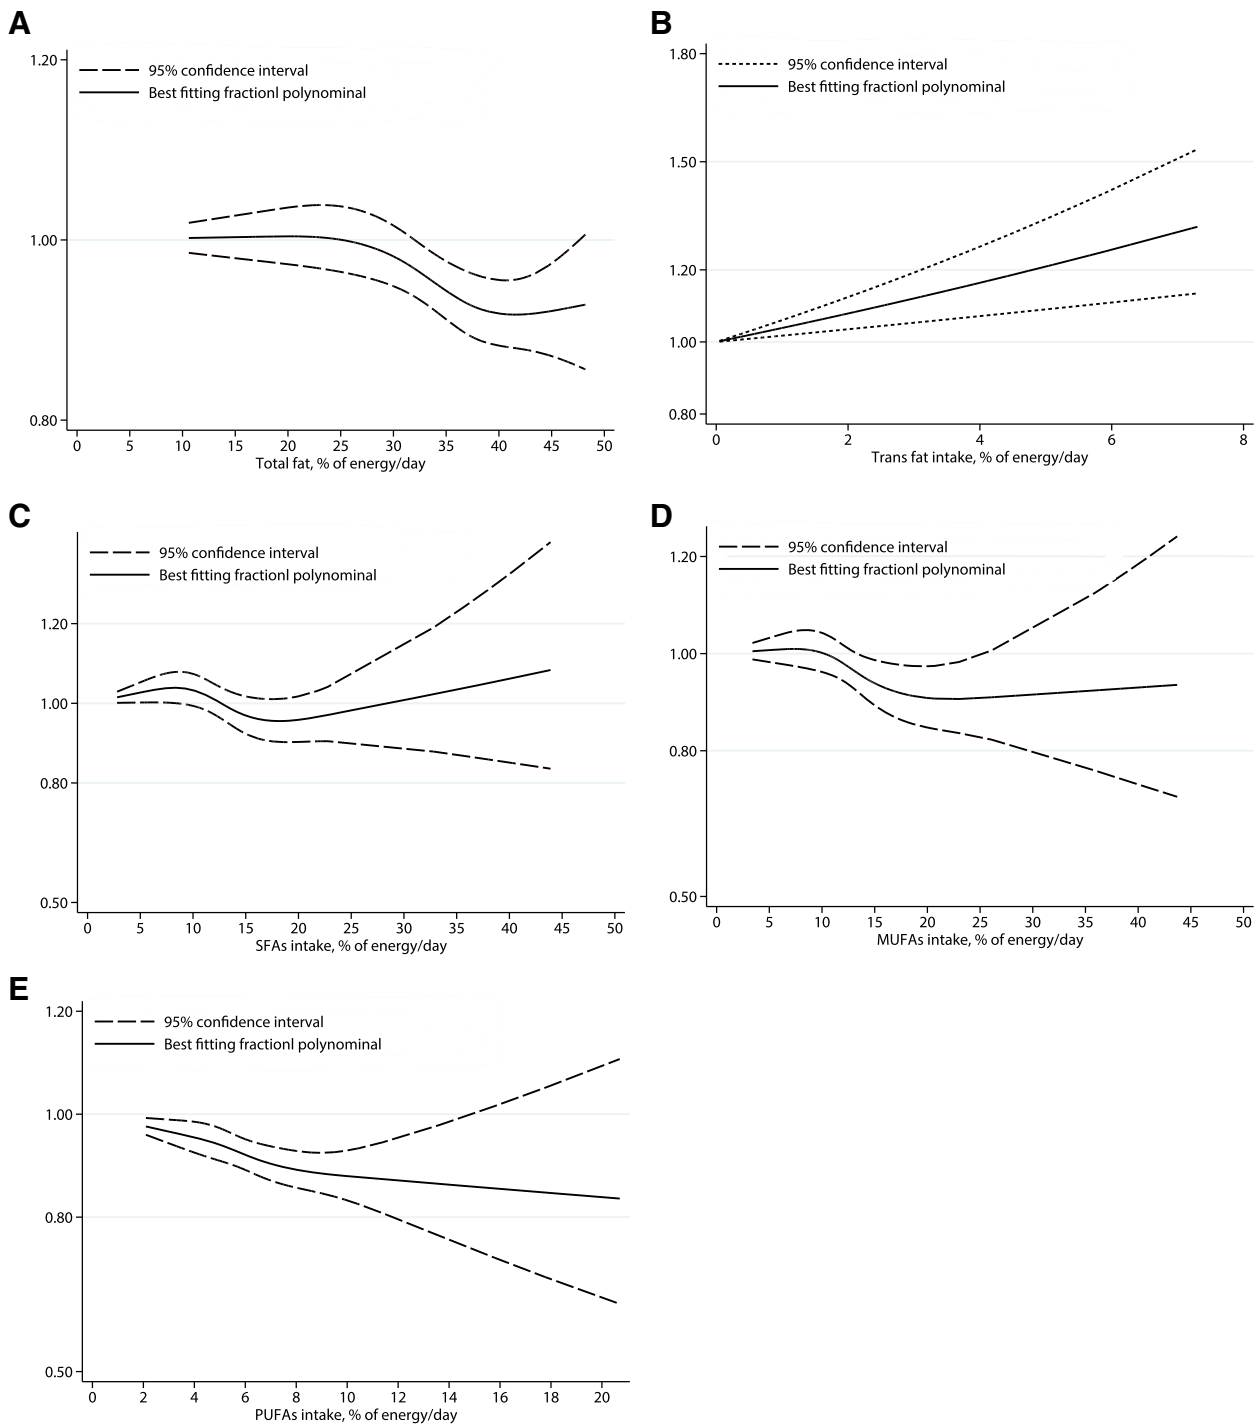 A
1.20
95% confidence interval
Best fitting fractionl polynominal
1.00
0.80
0 5 10 15 20 25 30 35 40 45 50
Total fat, % of energy/day
B
1.80
95% confidence interval
Best fitting fractionl polynominal
1.50
1.20
1.00
0.80
0 2 4 6 8
Trans fat intake, % of energy/day
C
95% confidence interval
Best fitting fractionl polynominal
1.20
1.00
0.80
0.50
0 5 10 15 20 25 30 35 40 45 50
SFAs intake, % of energy/day
D
95% confidence interval
1.20
Best fitting fractionl polynominal
1.00
0.80
0.50
0 5 10 15 20 25 30 35 40 45 50
MUFAs intake, % of energy/day
E
1.20
95% confidence interval
Best fitting fractionl polynominal
1.00
0.80
0.50
0 2 4 6 8 10 12 14 16 18 20
PUFAs intake, % of energy/day